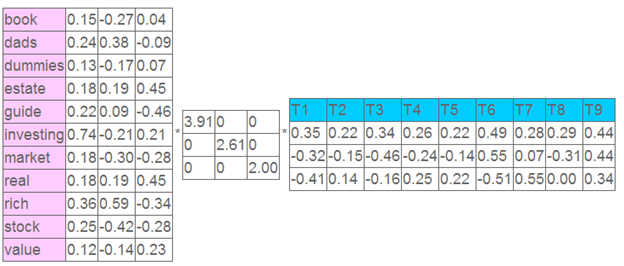 book 0.15 -0.27 0.04
dads 0.24 0.38 -0.09
dummies 0.13 -0.17 0.07
estate 0.18 0.19 0.45
guide 0.22 0.09 -0.46
investing 0.74 -0.21 0.21
market 0.18 -0.30 -0.28
real 0.18 0.19 0.45
rich 0.36 0.59 -0.34
stock 0.25 -0.42 -0.28
value 0.12 -0.14 0.23
*
3.91 0 0
0 2.61 0
0 0 2.00
*
T1 T2 T3 T4 T5 T6 T7 T8 T9
0.35 0.22 0.34 0.26 0.22 0.49 0.28 0.29 0.44
-0.32 -0.15 -0.46 -0.24 -0.14 0.55 0.07 -0.31 0.44
-0.41 0.14 -0.16 0.25 0.22 -0.51 0.55 0.00 0.34